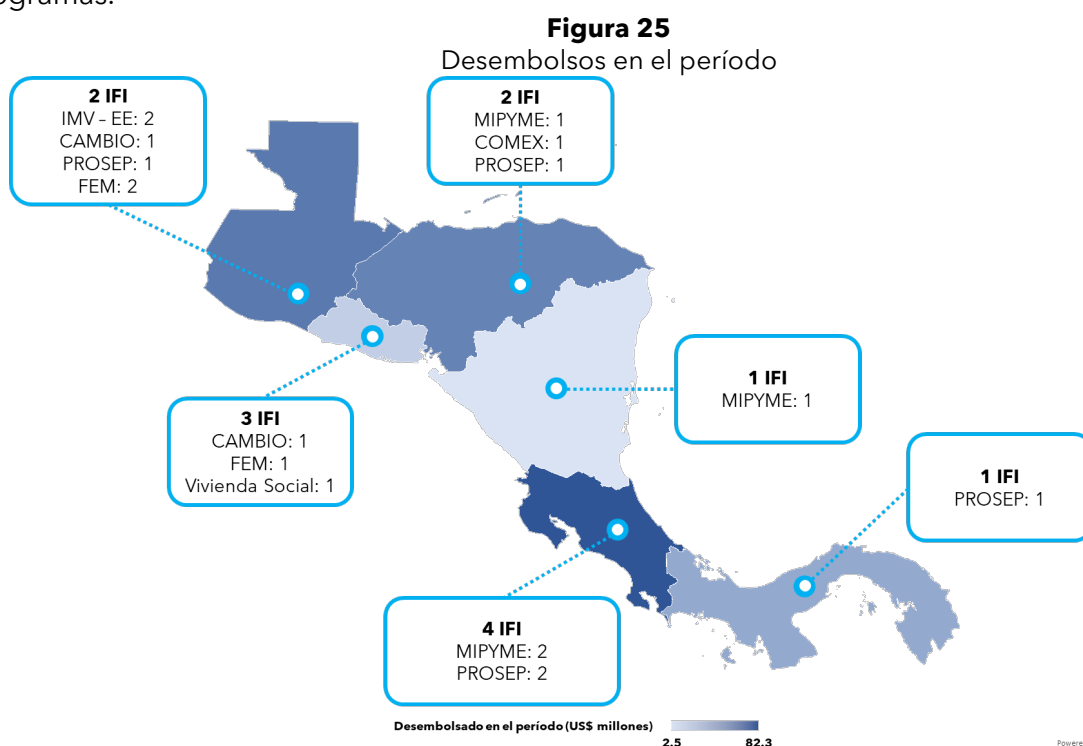 ogramas.
Figura 25
Desembolsos en el período
2 IFI
IMV – EE: 2
CAMBIO: 1
PROSEP: 1
FEM: 2
2 IFI
MIPYME: 1
COMEX: 1
PROSEP: 1
1 IFI
MIPYME: 1
3 IFI
CAMBIO: 1
FEM: 1
Vivienda Social: 1
1 IFI
PROSEP: 1
4 IFI
MIPYME: 2
PROSEP: 2
Desembolsado en el período (US$ millones)
2.5 82.3
Powere